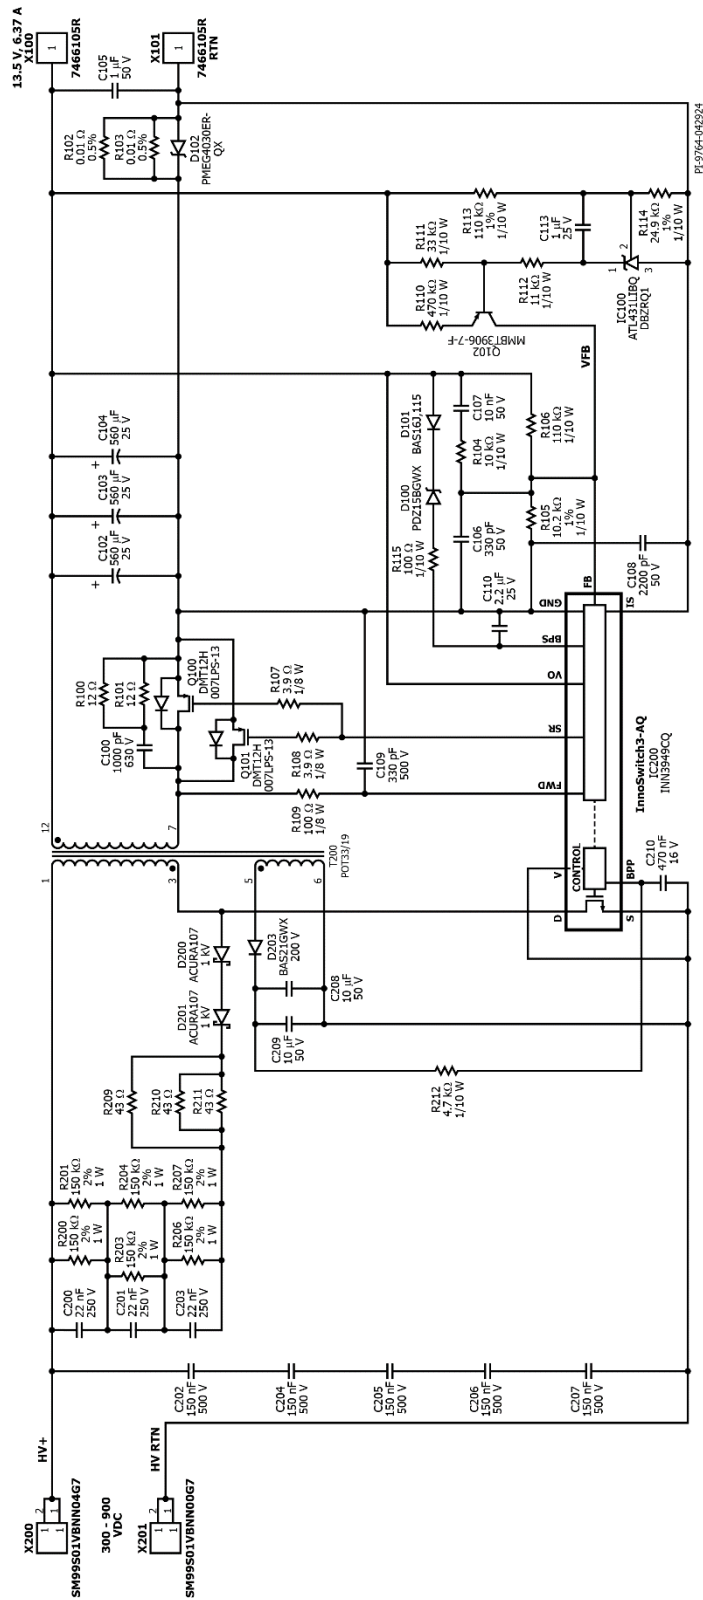 X200
2
1
1
1
SM99S01VBNN04G7
HV+
300 - 900
VDC
X201
2
1
1
1
SM99S01VBNN00G7
HV RTN
C202
150 nF
500 V
C204
150 nF
500 V
C205
150 nF
500 V
C206
150 nF
500 V
C207
150 nF
500 V
C200
22 nF
250 V
C201
22 nF
250 V
C203
22 nF
250 V
R200
150 kΩ
2%
1 W
R203
150 kΩ
2%
1 W
R206
150 kΩ
2%
1 W
R201
150 kΩ
2%
1 W
R204
150 kΩ
2%
1 W
R207
150 kΩ
2%
1 W
R209
43 Ω
R210
43 Ω
R211
43 Ω
D201
ACURA107
1 kV
D200
ACURA107
1 kV
C209
10 µF
50 V
C208
10 µF
50 V
D203
BAS21GWX
200 V
R212
4.7 kΩ
1/10 W
1
3
5
6
12
7
T200
POT33/19
D
S
V
CONTROL
BPP
C210
470 nF
16 V
InnoSwitch3-AQ
IC200
INN3949CQ
FWD
SR
VO
BPS
GND
FB
IS
R109
100 Ω
1/8 W
R108
3.9 Ω
1/8 W
R107
3.9 Ω
1/8 W
C109
330 pF
500 V
C100
1000 pF
630 V
R100
12 Ω
R101
12 Ω
Q101
DMT12H
007LPS-13
Q100
DMT12H
007LPS-13
C102
560 µF
25 V
+
C103
560 µF
25 V
+
C104
560 µF
25 V
+
R115
100 Ω
1/10 W
C110
2.2 µF
25 V
D100
PDZ15BGWX
D101
BAS16J,115
C106
330 pF
50 V
R104
10 kΩ
1/10 W
C107
10 nF
50 V
R105
10.2 kΩ
1%
1/10 W
R106
110 kΩ
1/10 W
C108
2200 pF
50 V
VFB
Q102
MMBT3906-7-F
R110
470 kΩ
1/10 W
R111
33 kΩ
1/10 W
R112
11 kΩ
1/10 W
R113
110 kΩ
1%
1/10 W
C113
1 µF
25 V
IC100
ATL431LIBQ
DBZRQ1
1
2
3
R114
24.9 kΩ
1%
1/10 W
R102
0.01 Ω
0.5%
R103
0.01 Ω
0.5%
D102
PMEG4030ER-
QX
C105
1 µF
50 V
13.5 V, 6.37 A
X100
1
7466105R
X101
1
7466105R
RTN
PI-9764-042924